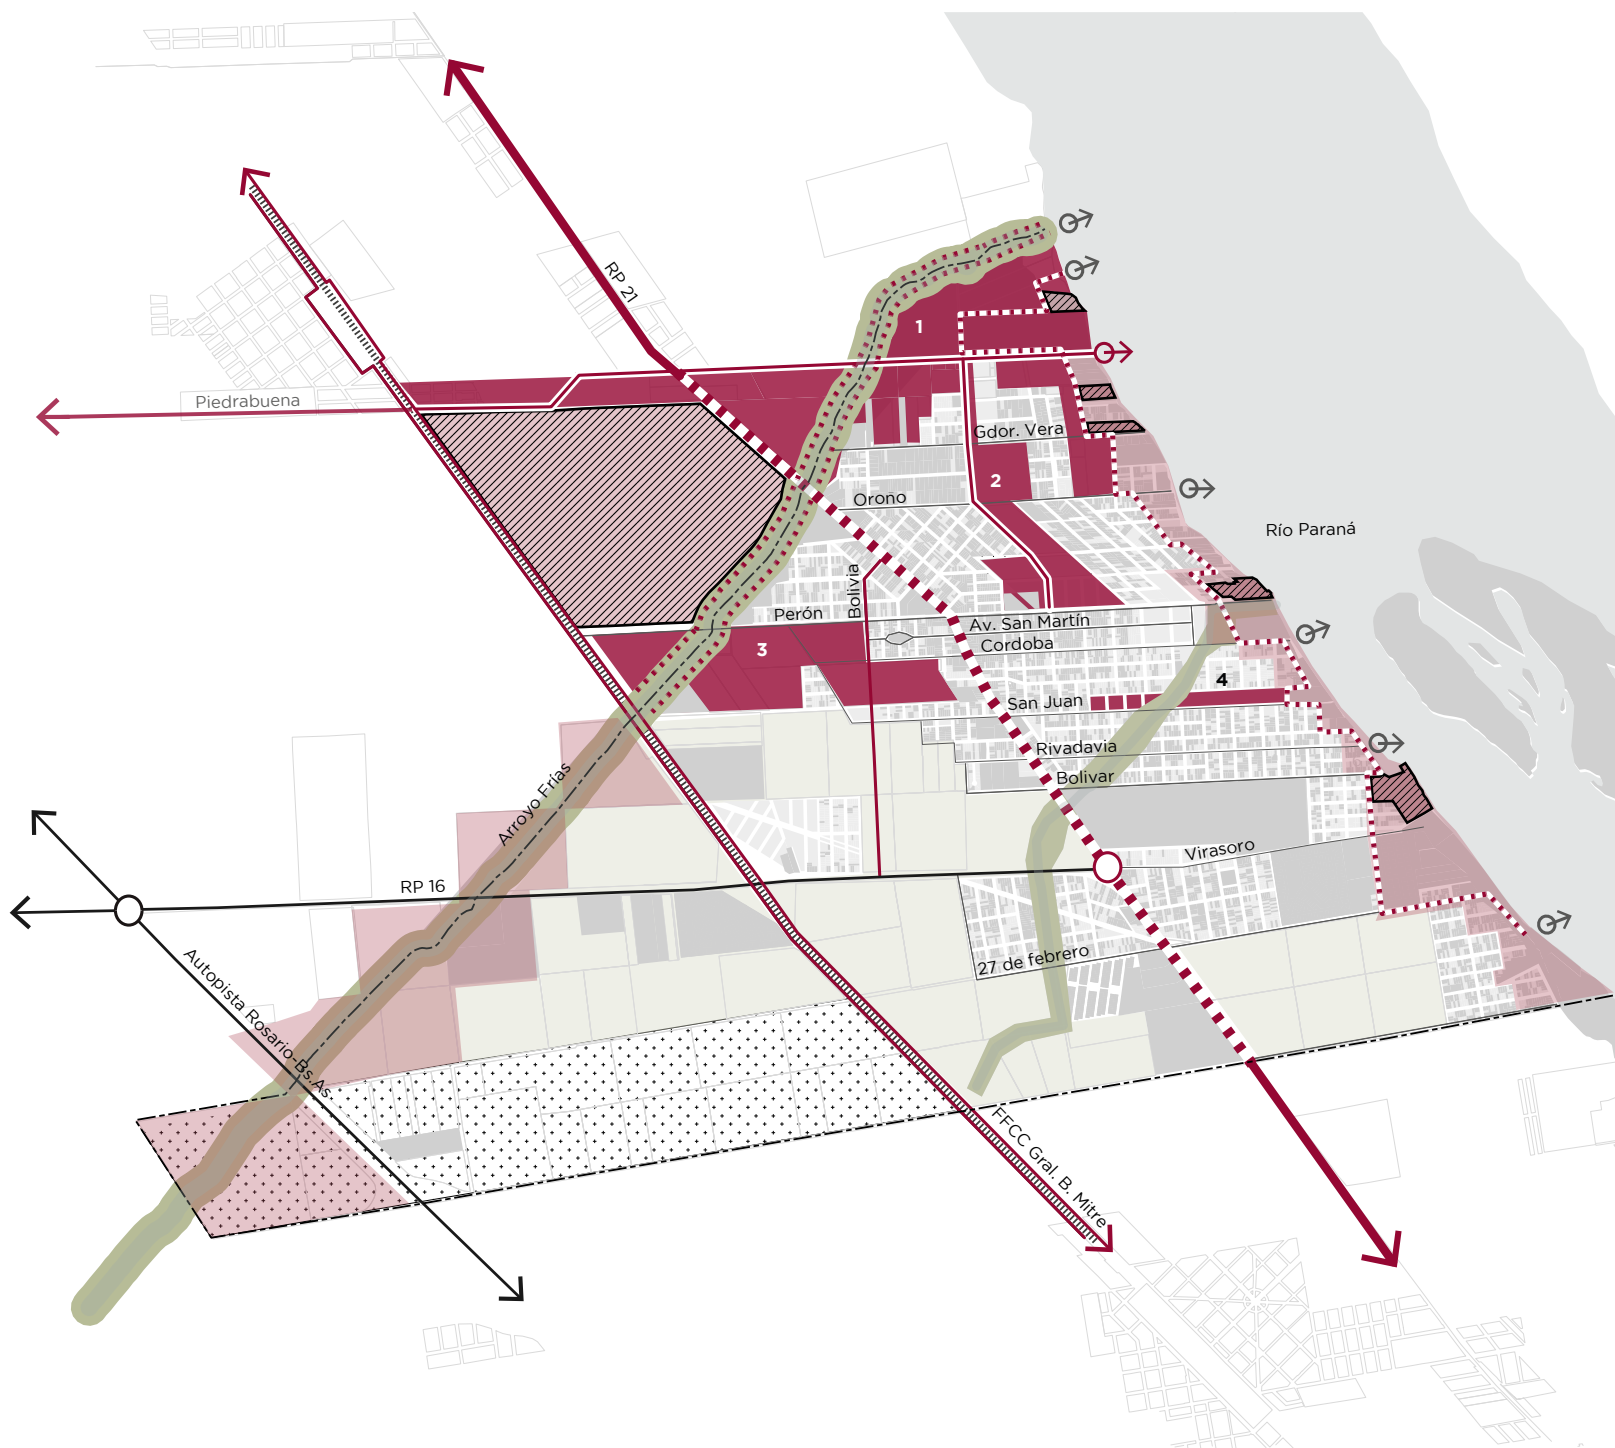 RP 21
1
Piedrabuena
Gdor. Vera
2
Orono
Río Paraná
Bolivia
Perón
Av. San Martín
Cordoba
3
4
San Juan
Rivadavia
Bolivar
Arroyo Frias
Virasoro
RP 16
27 de febrero
Autopista Rosario-Bs.As
FFCC Gral. B. Mitre